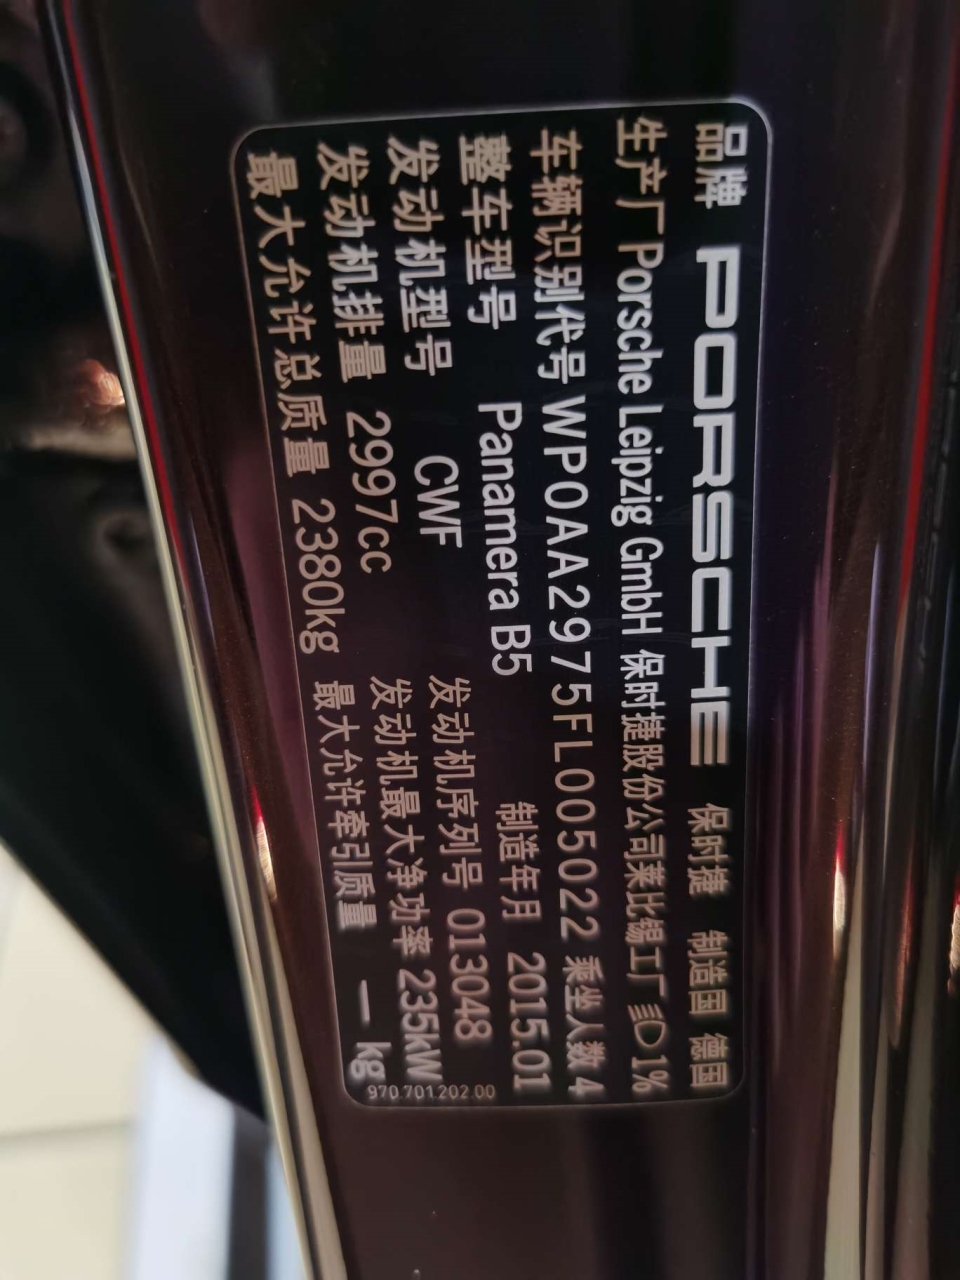 品牌 PORSCHE 保时捷 制造国 德国
生产厂 Porsche Leipzig GmbH 保时捷股份公司莱比锡工厂 1%
车辆识别代号 WP0AA2975FL005022 乘坐人数 4
整车型号 Panamera B5 制造年月 2015.01
发动机型号 CWF 发动机序列号 013048
发动机排量 2997cc 发动机最大净功率 235kW
最大允许总质量 2380kg 最大允许牵引质量 — kg
970.701.202.00